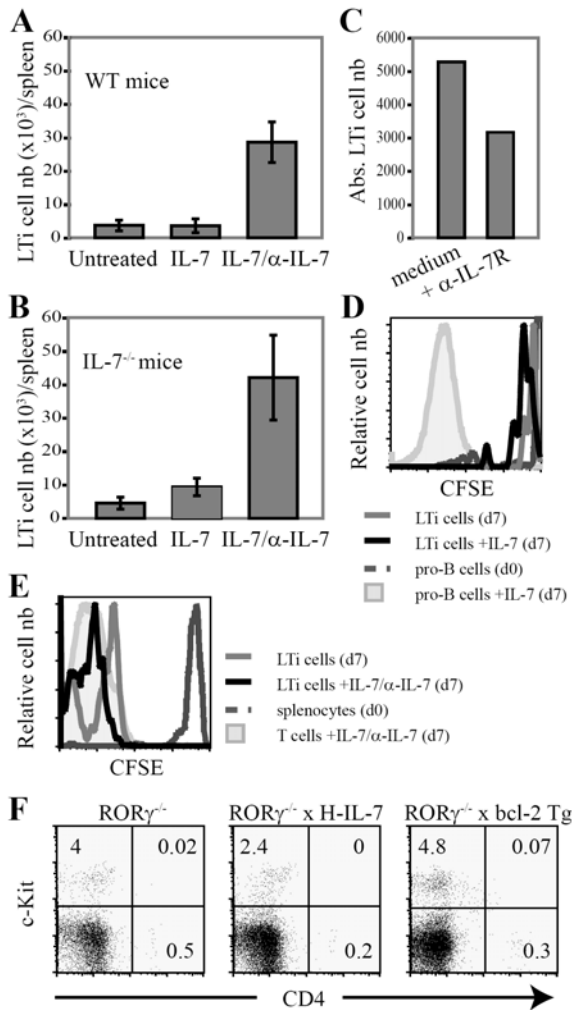 A
LTi cell nb (x10³)/spleen
60
50
40
30
20
10
0
WT mice
Untreated IL-7 IL-7/α-IL-7
C
Abs. LTi cell nb
6000
5000
4000
3000
2000
1000
0
medium
+ α-IL-7R
B
LTi cell nb (x10³)/spleen
60
50
40
30
20
10
0
IL-7-/- mice
Untreated IL-7 IL-7/α-IL-7
D
Relative cell nb
CFSE
LTi cells (d7)
LTi cells +IL-7 (d7)
pro-B cells (d0)
pro-B cells +IL-7 (d7)
E
Relative cell nb
CFSE
LTi cells (d7)
LTi cells +IL-7/α-IL-7 (d7)
splenocytes (d0)
T cells +IL-7/α-IL-7 (d7)
F
RORγ-/- RORγ-/- x H-IL-7 RORγ-/- x bcl-2 Tg
c-Kit
4 0.02 2.4 0 4.8 0.07
0.5 0.2 0.3
CD4